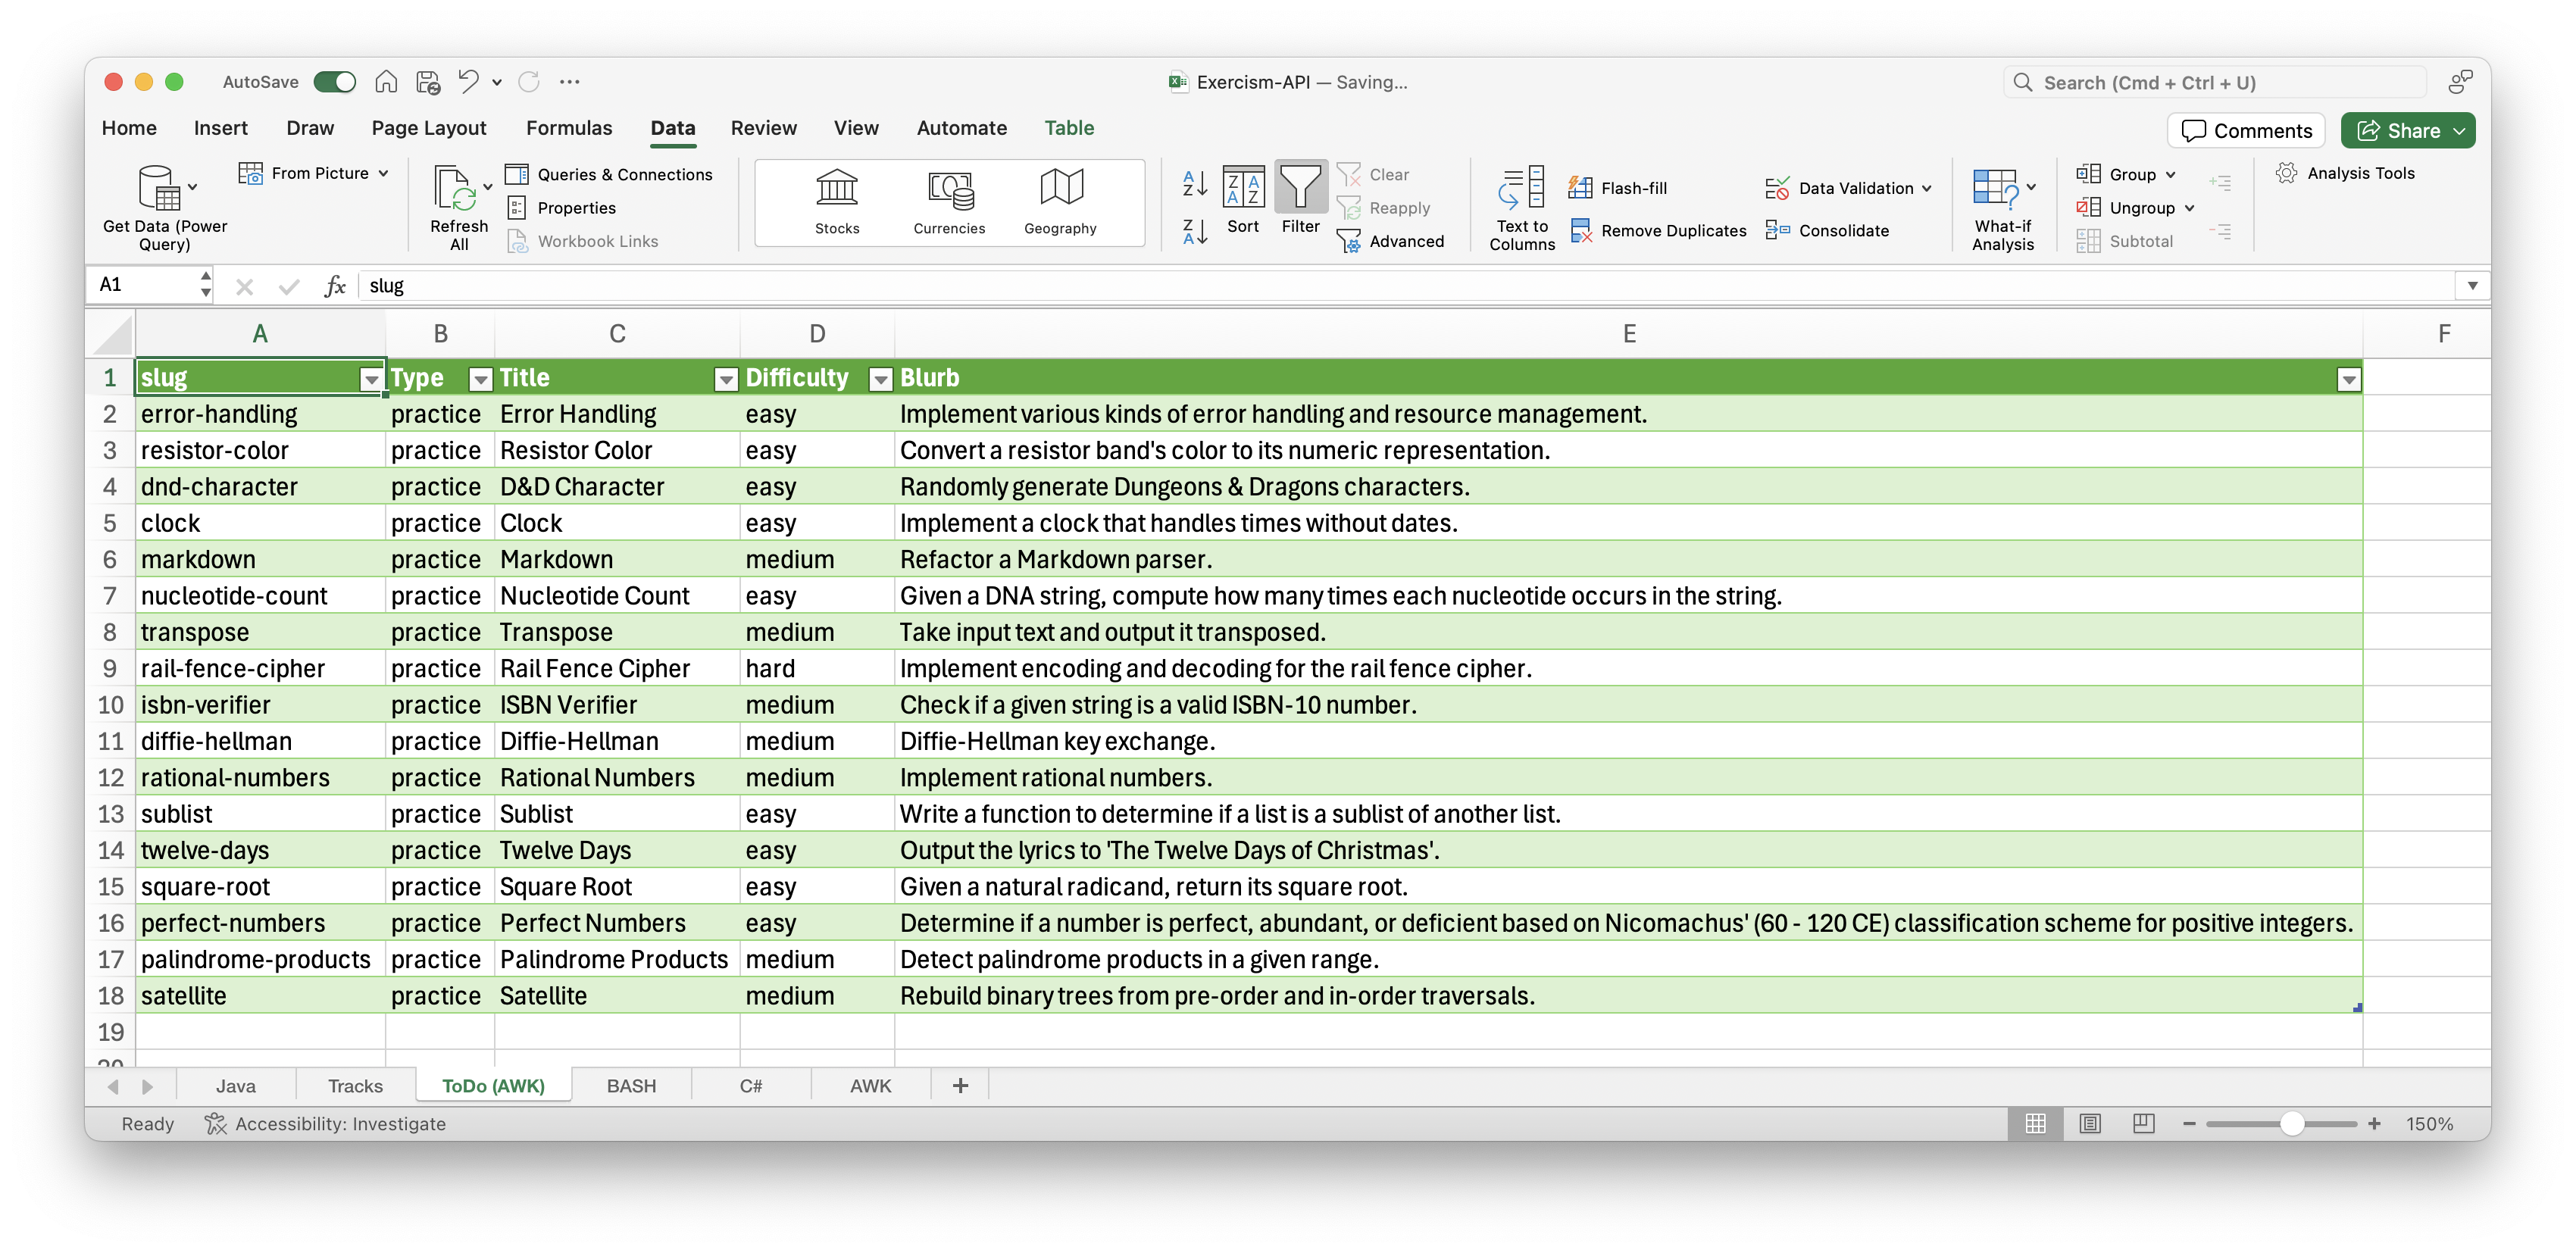 AutoSave
Exercism-API — Saving...
Search (Cmd + Ctrl + U)
Home Insert Draw Page Layout Formulas Data Review View Automate Table
Comments Share
Get Data (Power Query)
From Picture
Refresh All
Queries & Connections
Properties
Workbook Links
Stocks Currencies Geography
Sort Filter
Clear
Reapply
Advanced
Text to Columns
Flash-fill
Remove Duplicates
Data Validation
Consolidate
What-if Analysis
Group
Ungroup
Subtotal
Analysis Tools
A1 fx slug
A B C D E F
1 slug Type Title Difficulty Blurb
2 error-handling practice Error Handling easy Implement various kinds of error handling and resource management.
3 resistor-color practice Resistor Color easy Convert a resistor band's color to its numeric representation.
4 dnd-character practice D&D Character easy Randomly generate Dungeons & Dragons characters.
5 clock practice Clock easy Implement a clock that handles times without dates.
6 markdown practice Markdown medium Refactor a Markdown parser.
7 nucleotide-count practice Nucleotide Count easy Given a DNA string, compute how many times each nucleotide occurs in the string.
8 transpose practice Transpose medium Take input text and output it transposed.
9 rail-fence-cipher practice Rail Fence Cipher hard Implement encoding and decoding for the rail fence cipher.
10 isbn-verifier practice ISBN Verifier medium Check if a given string is a valid ISBN-10 number.
11 diffie-hellman practice Diffie-Hellman medium Diffie-Hellman key exchange.
12 rational-numbers practice Rational Numbers medium Implement rational numbers.
13 sublist practice Sublist easy Write a function to determine if a list is a sublist of another list.
14 twelve-days practice Twelve Days easy Output the lyrics to 'The Twelve Days of Christmas'.
15 square-root practice Square Root easy Given a natural radicand, return its square root.
16 perfect-numbers practice Perfect Numbers easy Determine if a number is perfect, abundant, or deficient based on Nicomachus' (60 - 120 CE) classification scheme for positive integers.
17 palindrome-products practice Palindrome Products medium Detect palindrome products in a given range.
18 satellite practice Satellite medium Rebuild binary trees from pre-order and in-order traversals.
19
20
Java Tracks ToDo (AWK) BASH C# AWK +
Ready Accessibility: Investigate 150%